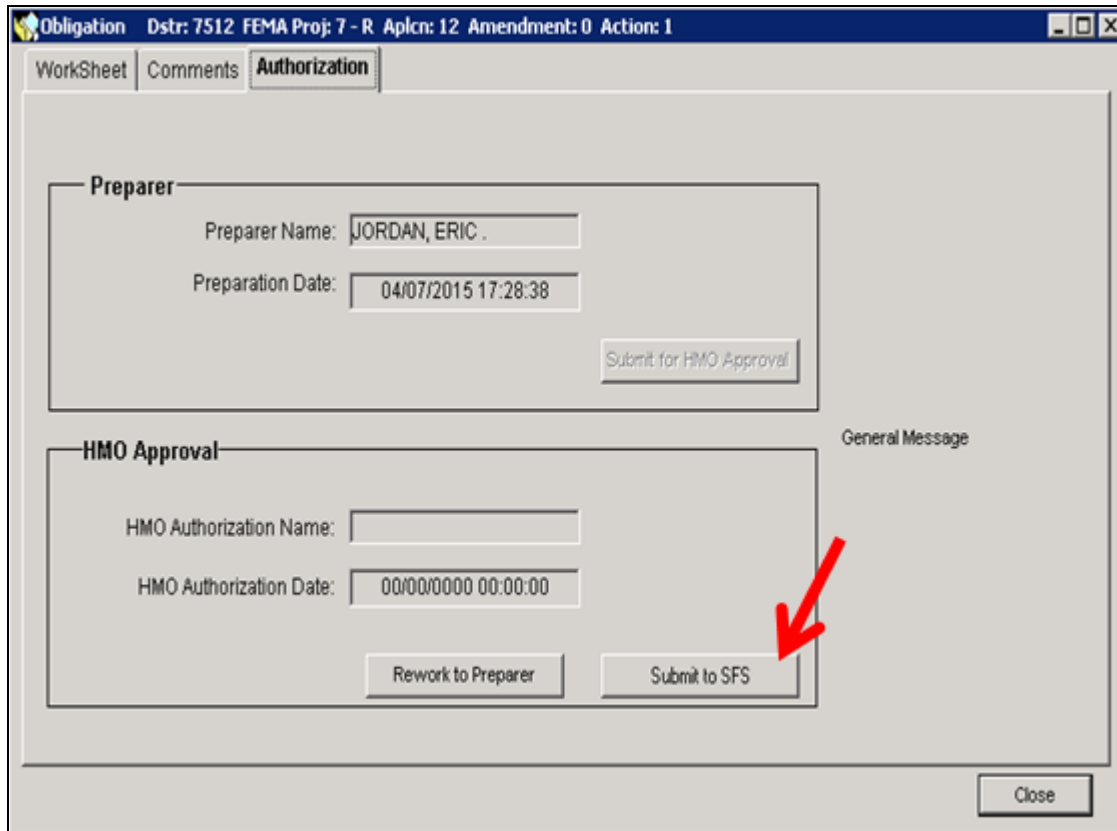 Obligation Dstr: 7512 FEMA Proj: 7 - R Aplcn: 12 Amendment: 0 Action: 1
WorkSheet Comments Authorization
Preparer
Preparer Name: JORDAN, ERIC .
Preparation Date: 04/07/2015 17:28:38
Submit for HMO Approval
General Message
HMO Approval
HMO Authorization Name:
HMO Authorization Date: 00/00/0000 00:00:00
Rework to Preparer Submit to SFS
Close